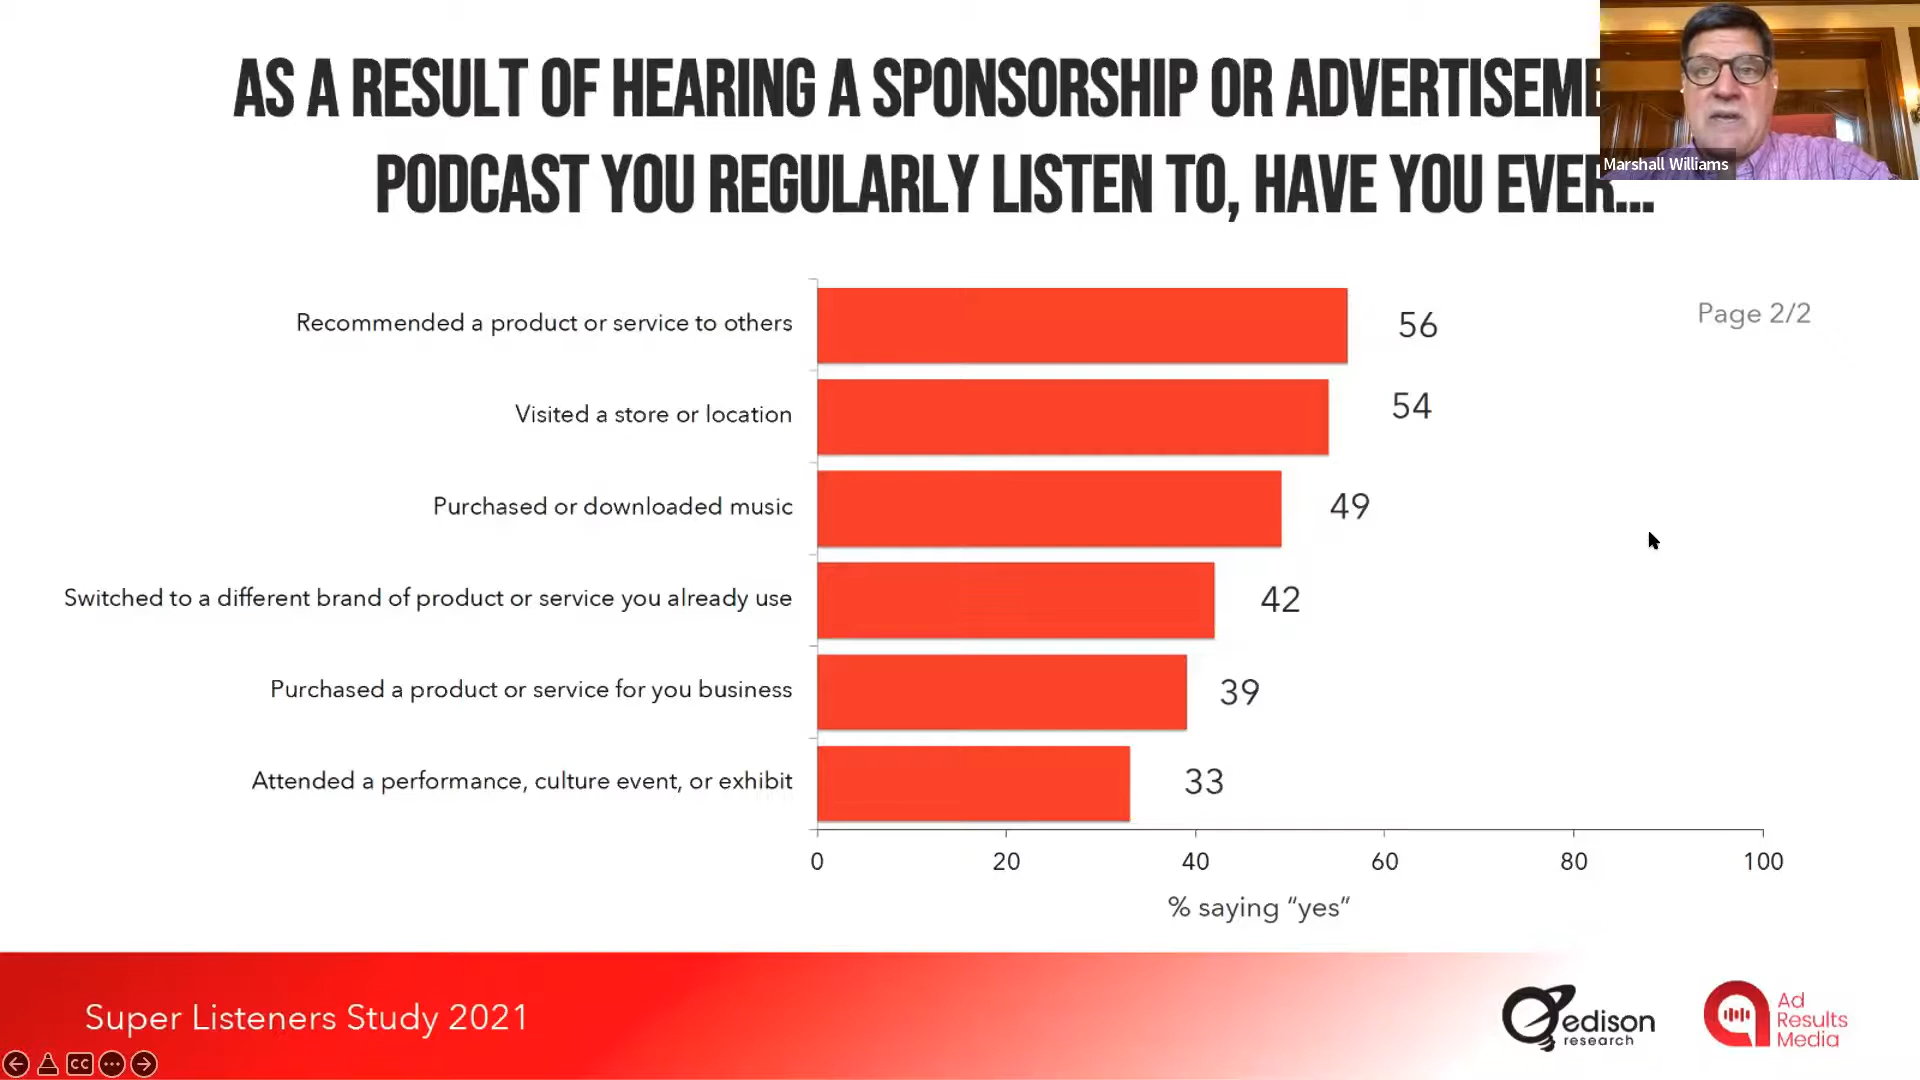 AS A RESULT OF HEARING A SPONSORSHIP OR ADVERTISEME
PODCAST YOU REGULARLY LISTEN TO, HAVE YOU EVER...
Marshall Williams
Page 2/2
Recommended a product or service to others
56
Visited a store or location
54
Purchased or downloaded music
49
Switched to a different brand of product or service you already use
42
Purchased a product or service for you business
39
Attended a performance, culture event, or exhibit
33
0 20 40 60 80 100
% saying “yes”
Super Listeners Study 2021
edison
research
Ad
Results
Media
CC